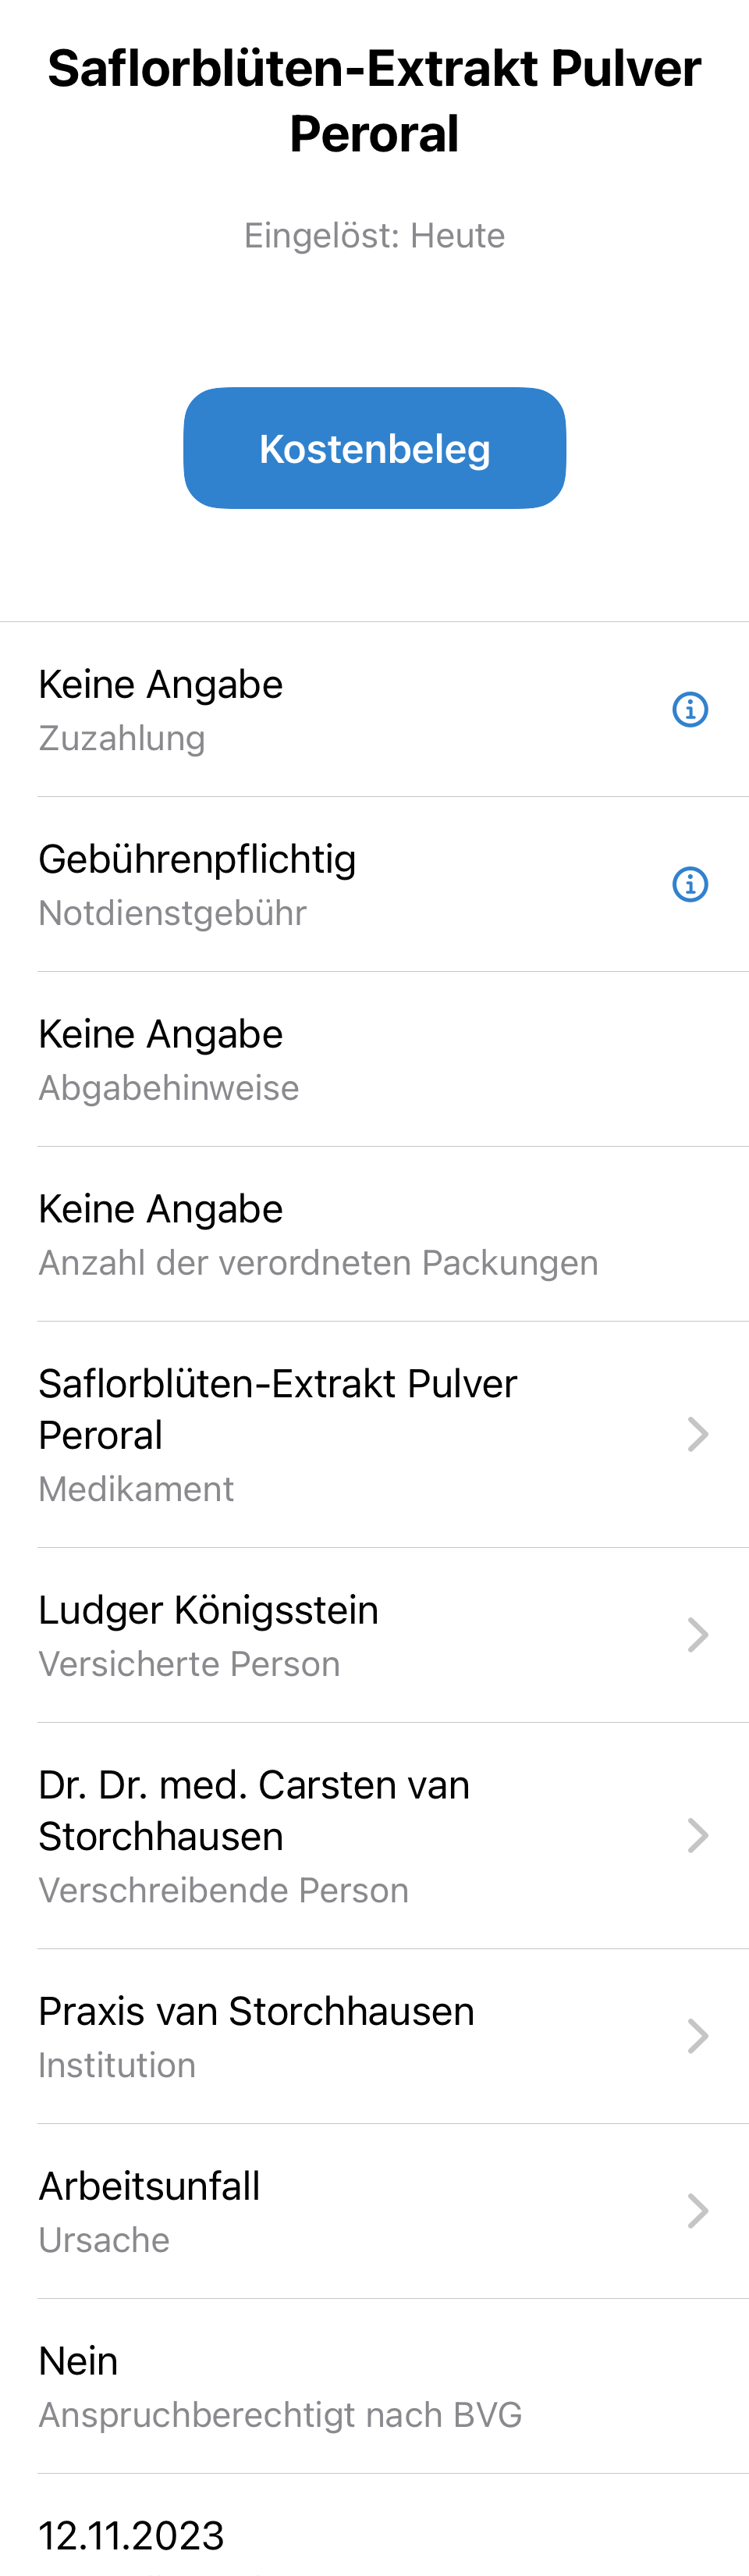 Saflorblüten-Extrakt Pulver
Peroral
Eingelöst: Heute
Kostenbeleg
Keine Angabe
Zuzahlung
Gebührenpflichtig
Notdienstgebühr
Keine Angabe
Abgabehinweise
Keine Angabe
Anzahl der verordneten Packungen
Saflorblüten-Extrakt Pulver
Peroral
Medikament
Ludger Königsstein
Versicherte Person
Dr. Dr. med. Carsten van
Storchhausen
Verschreibende Person
Praxis van Storchhausen
Institution
Arbeitsunfall
Ursache
Nein
Anspruchberechtigt nach BVG
12.11.2023